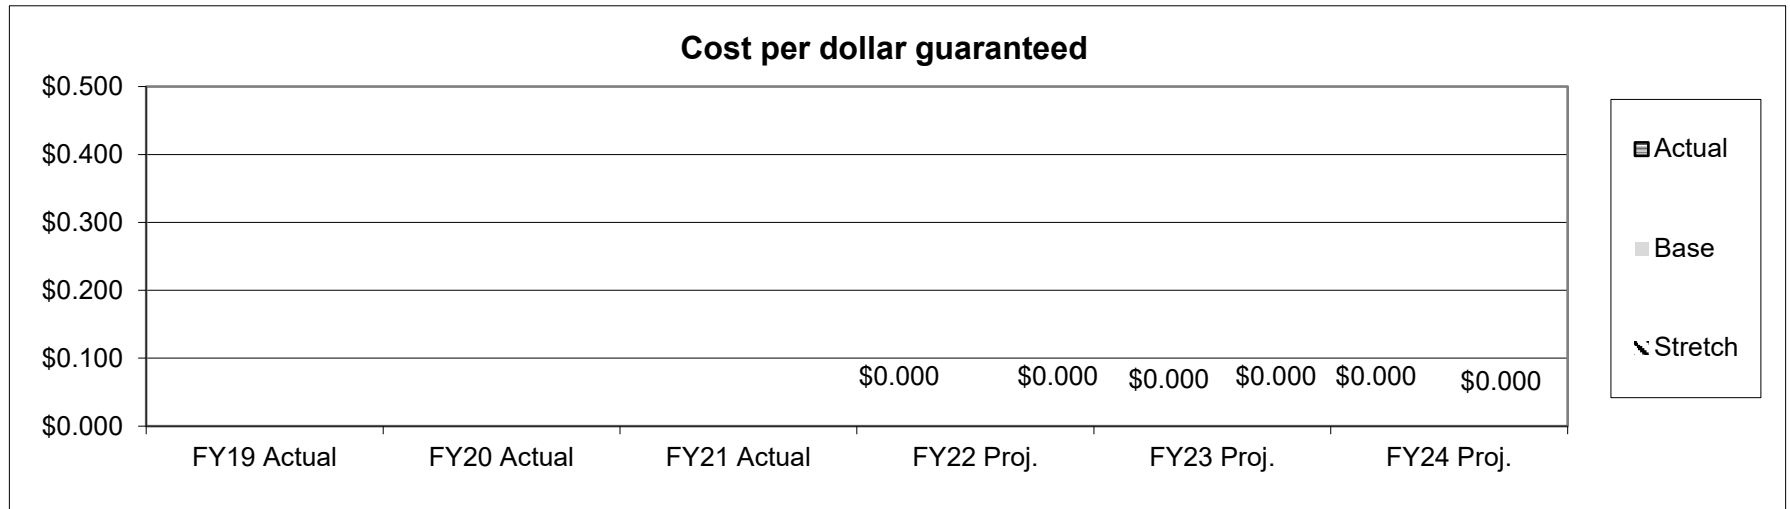 Cost per dollar guaranteed
$0.500
$0.400
$0.300
$0.200
$0.100
$0.000
$0.000 $0.000 $0.000 $0.000 $0.000 $0.000
FY19 Actual FY20 Actual FY21 Actual FY22 Proj. FY23 Proj. FY24 Proj.
Actual
Base
Stretch